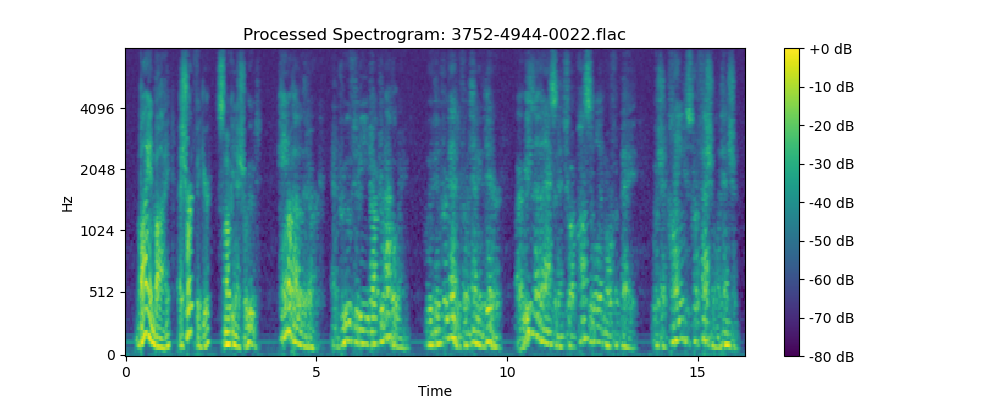 Processed Spectrogram: 3752-4944-0022.flac
+0 dB
4096
-10 dB
-20 dB
2048
-30 dB
Hz
1024
-40 dB
-50 dB
512
-60 dB
-70 dB
0
-80 dB
0 5 10 15
Time